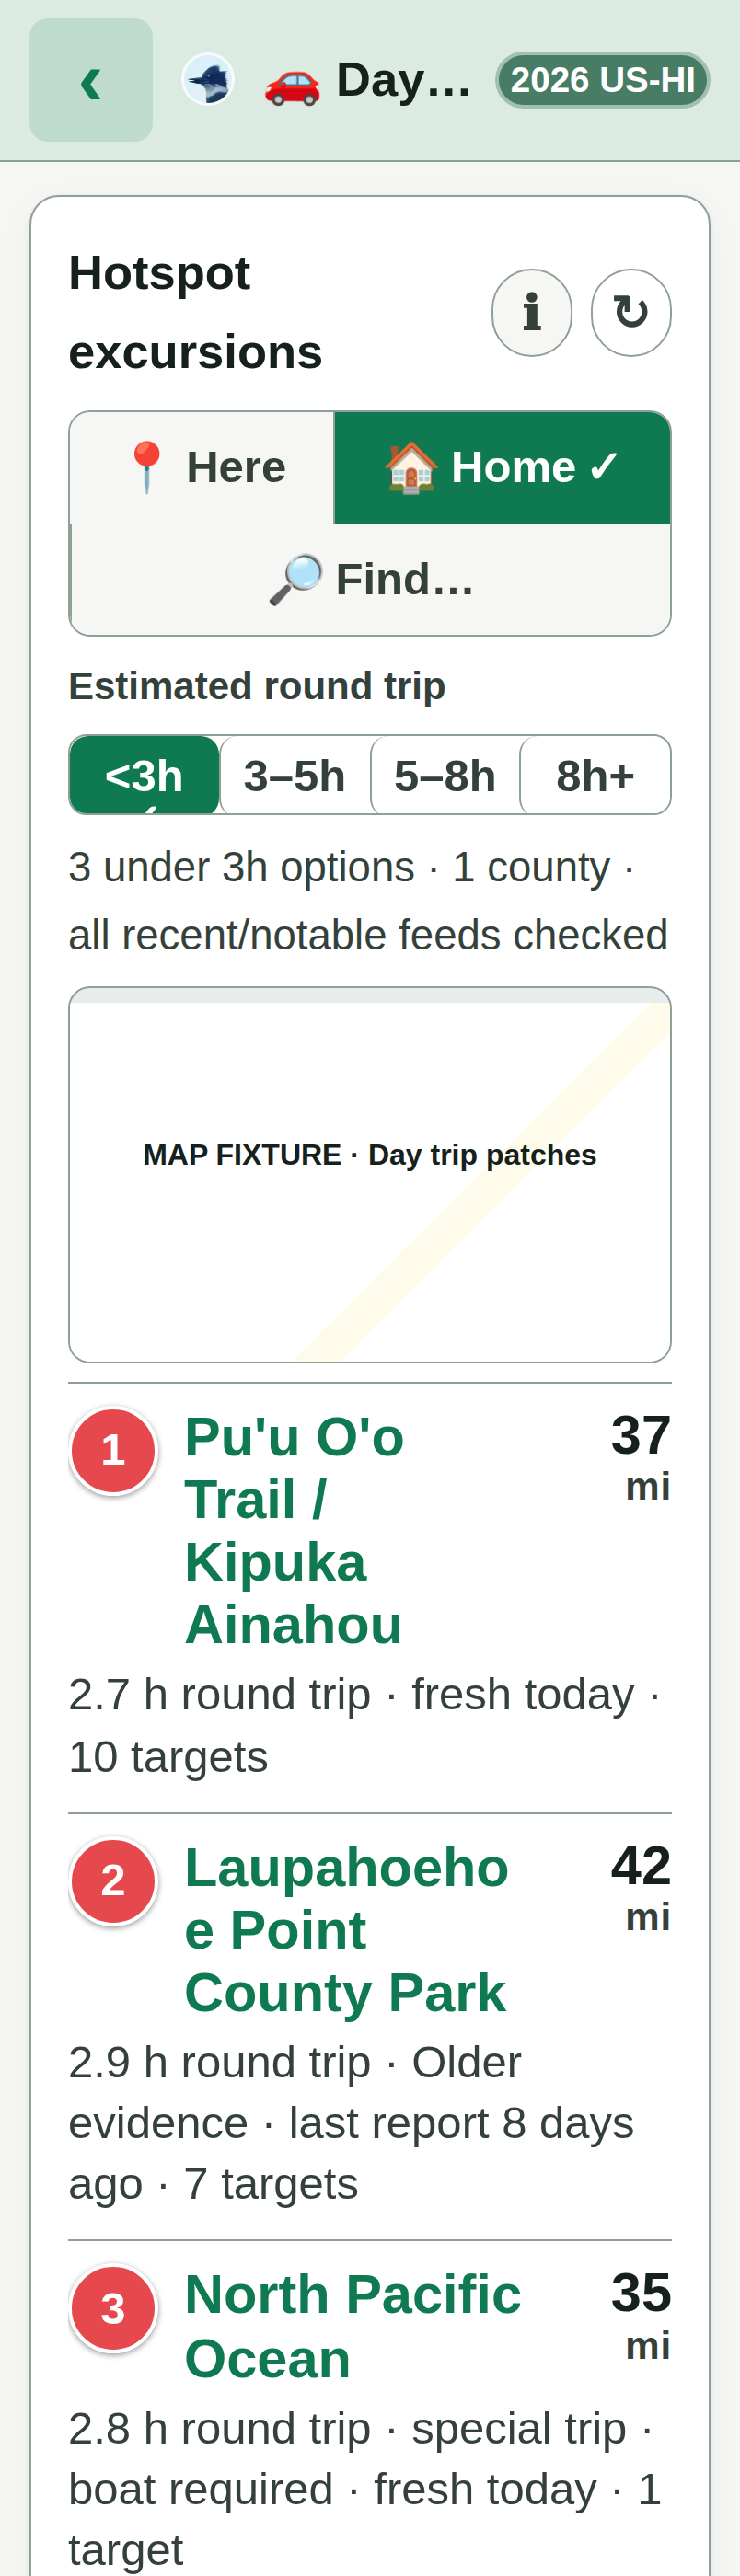 ‹ 🚗 Day… 2026 US-HI
Hotspot
excursions
ℹ ↻
📍 Here 🏠 Home ✓
🔎 Find…
Estimated round trip
<3h 3–5h 5–8h 8h+
3 under 3h options · 1 county ·
all recent/notable feeds checked
MAP FIXTURE · Day trip patches
1 Pu'u O'o 37
Trail / mi
Kipuka
Ainahou
2.7 h round trip · fresh today ·
10 targets
2 Laupahoeho 42
e Point mi
County Park
2.9 h round trip · Older
evidence · last report 8 days
ago · 7 targets
3 North Pacific 35
Ocean mi
2.8 h round trip · special trip ·
boat required · fresh today · 1
target